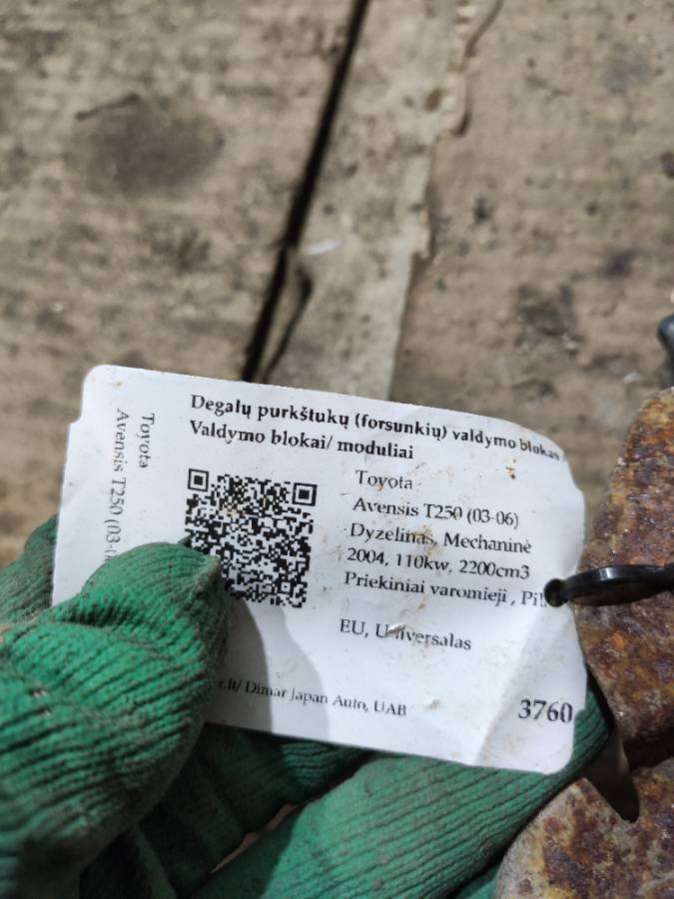 Degalų purkštukų (forsunkių) valdymo blokas
Valdymo blokai/ moduliai
Toyota
Avensis T250 (03-06)
Dyzelinas, Mechaninė
2004, 110kw, 2200cm3
Priekiniai varomieji,
EU, Universalas
Dimar Japan Auto, UAB
3760
Toyota
Avensis T250 (03-0